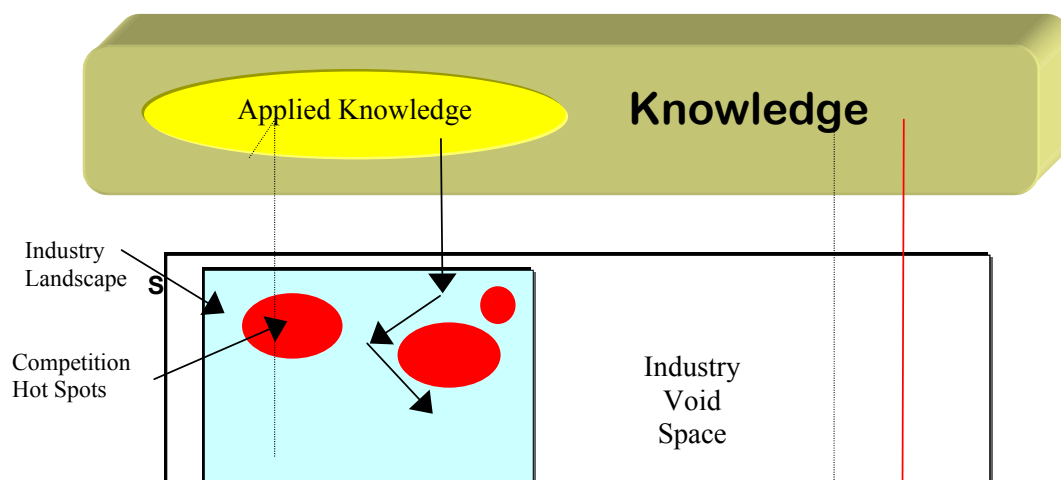 Applied Knowledge
Knowledge
Industry
Landscape
S
Competition
Hot Spots
Industry
Void
Space